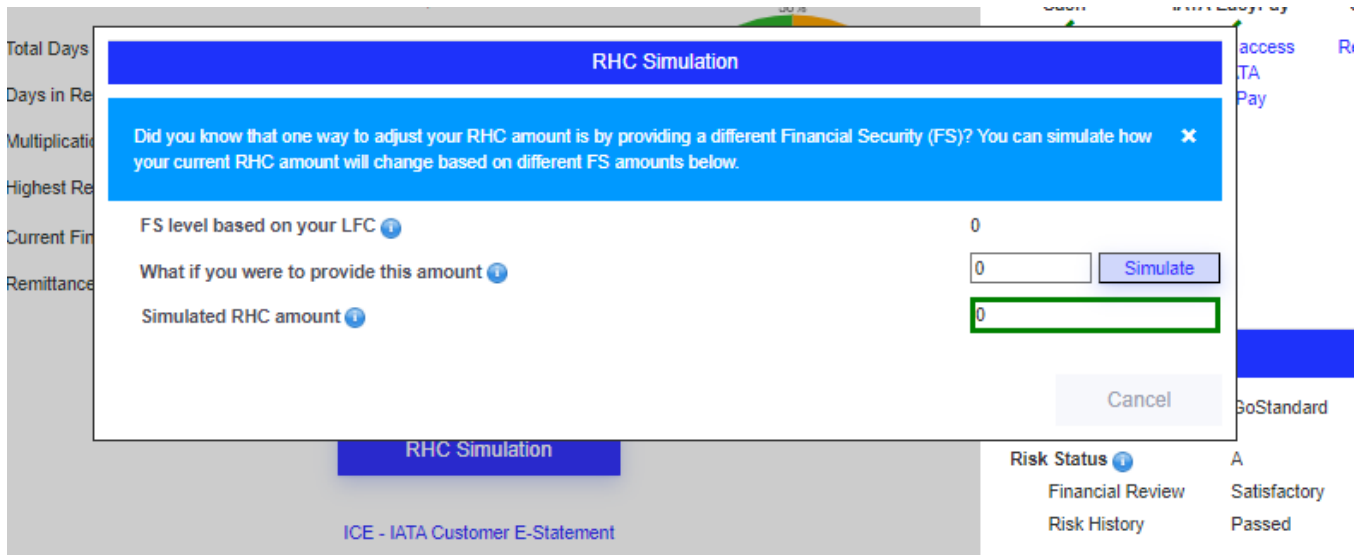 Total Days
Days in Re
Multiplicatio
Highest Re
Current Fin
Remittance
RHC Simulation
Did you know that one way to adjust your RHC amount is by providing a different Financial Security (FS)? You can simulate how
your current RHC amount will change based on different FS amounts below.
FS level based on your LFC 0
What if you were to provide this amount 0 Simulate
Simulated RHC amount 0
Cancel
RHC Simulation
ICE - IATA Customer E-Statement
access
Re
Pay
GoStandard
Risk Status A
Financial Review Satisfactory
Risk History Passed